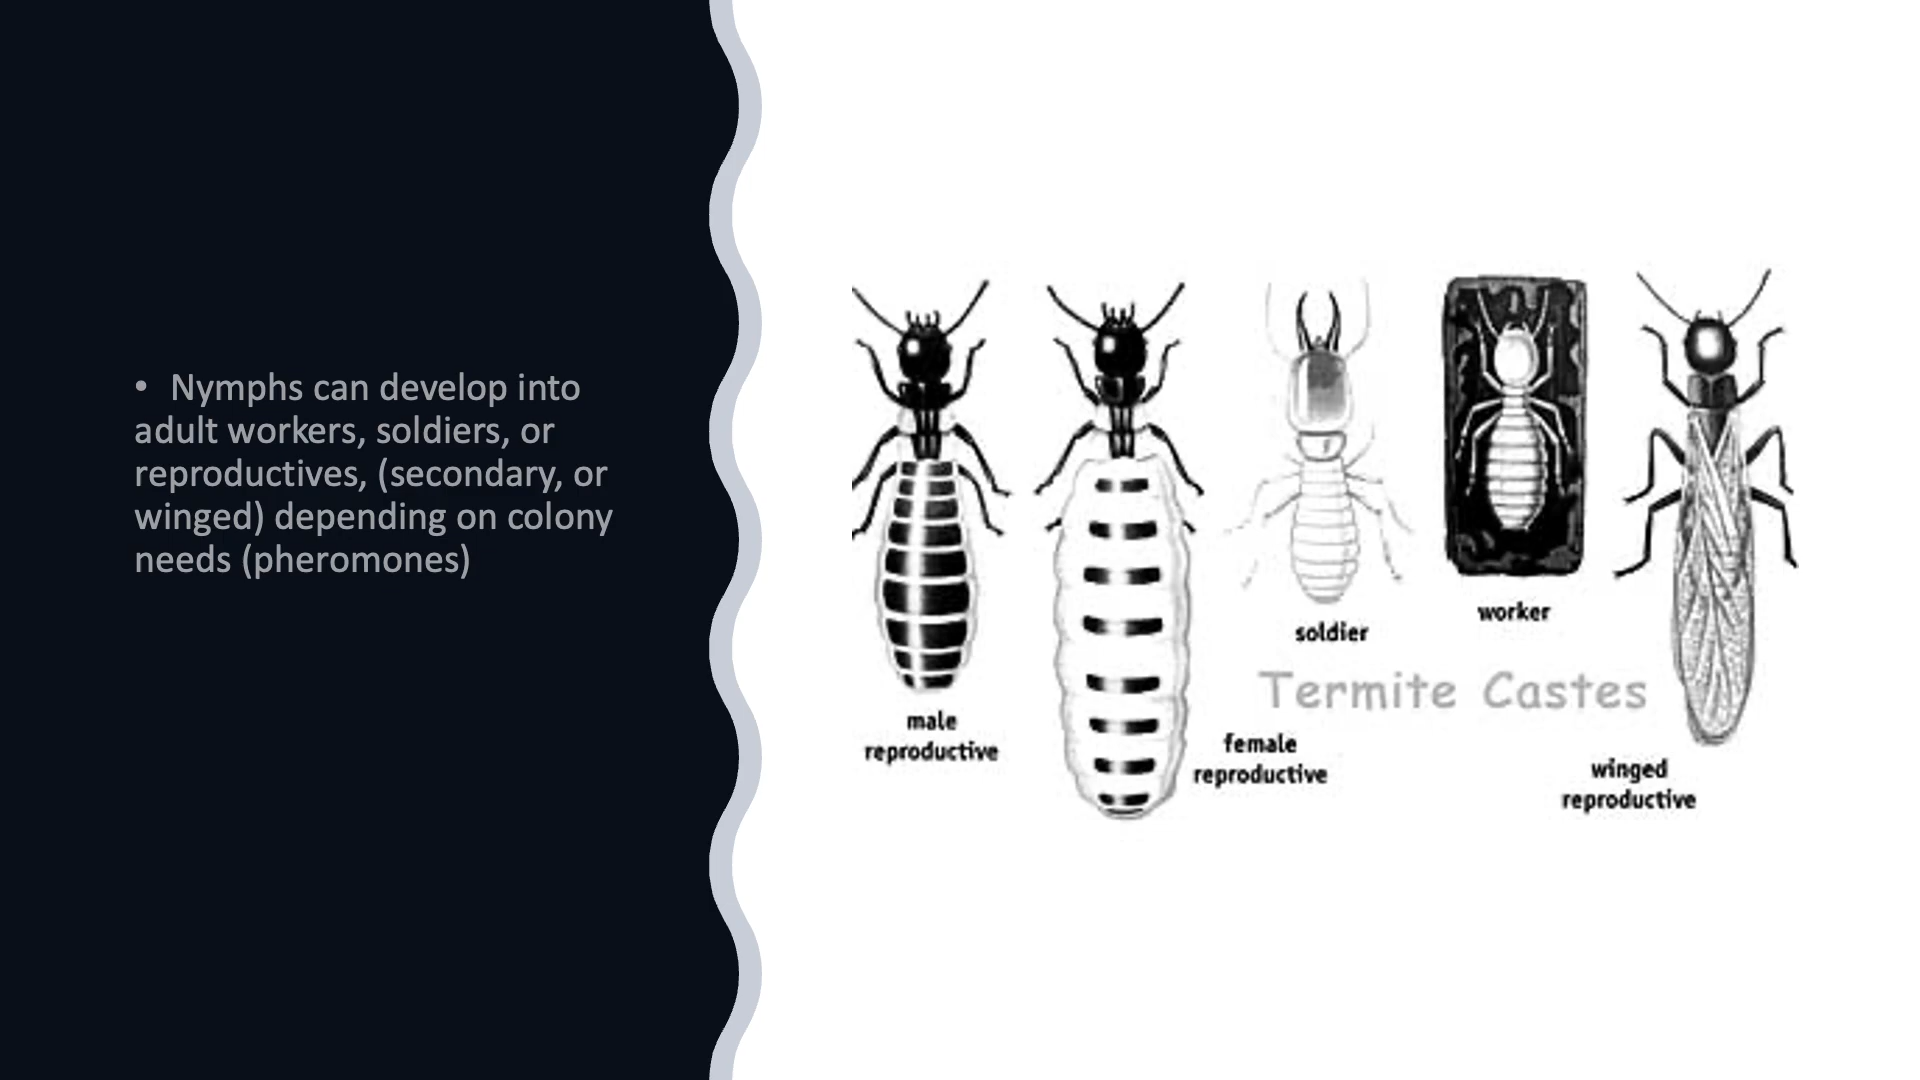 • Nymphs can develop into
adult workers, soldiers, or
reproductives, (secondary, or
winged) depending on colony
needs (pheromones)
male
reproductive
female
reproductive
soldier
worker
Termite Castes
winged
reproductive